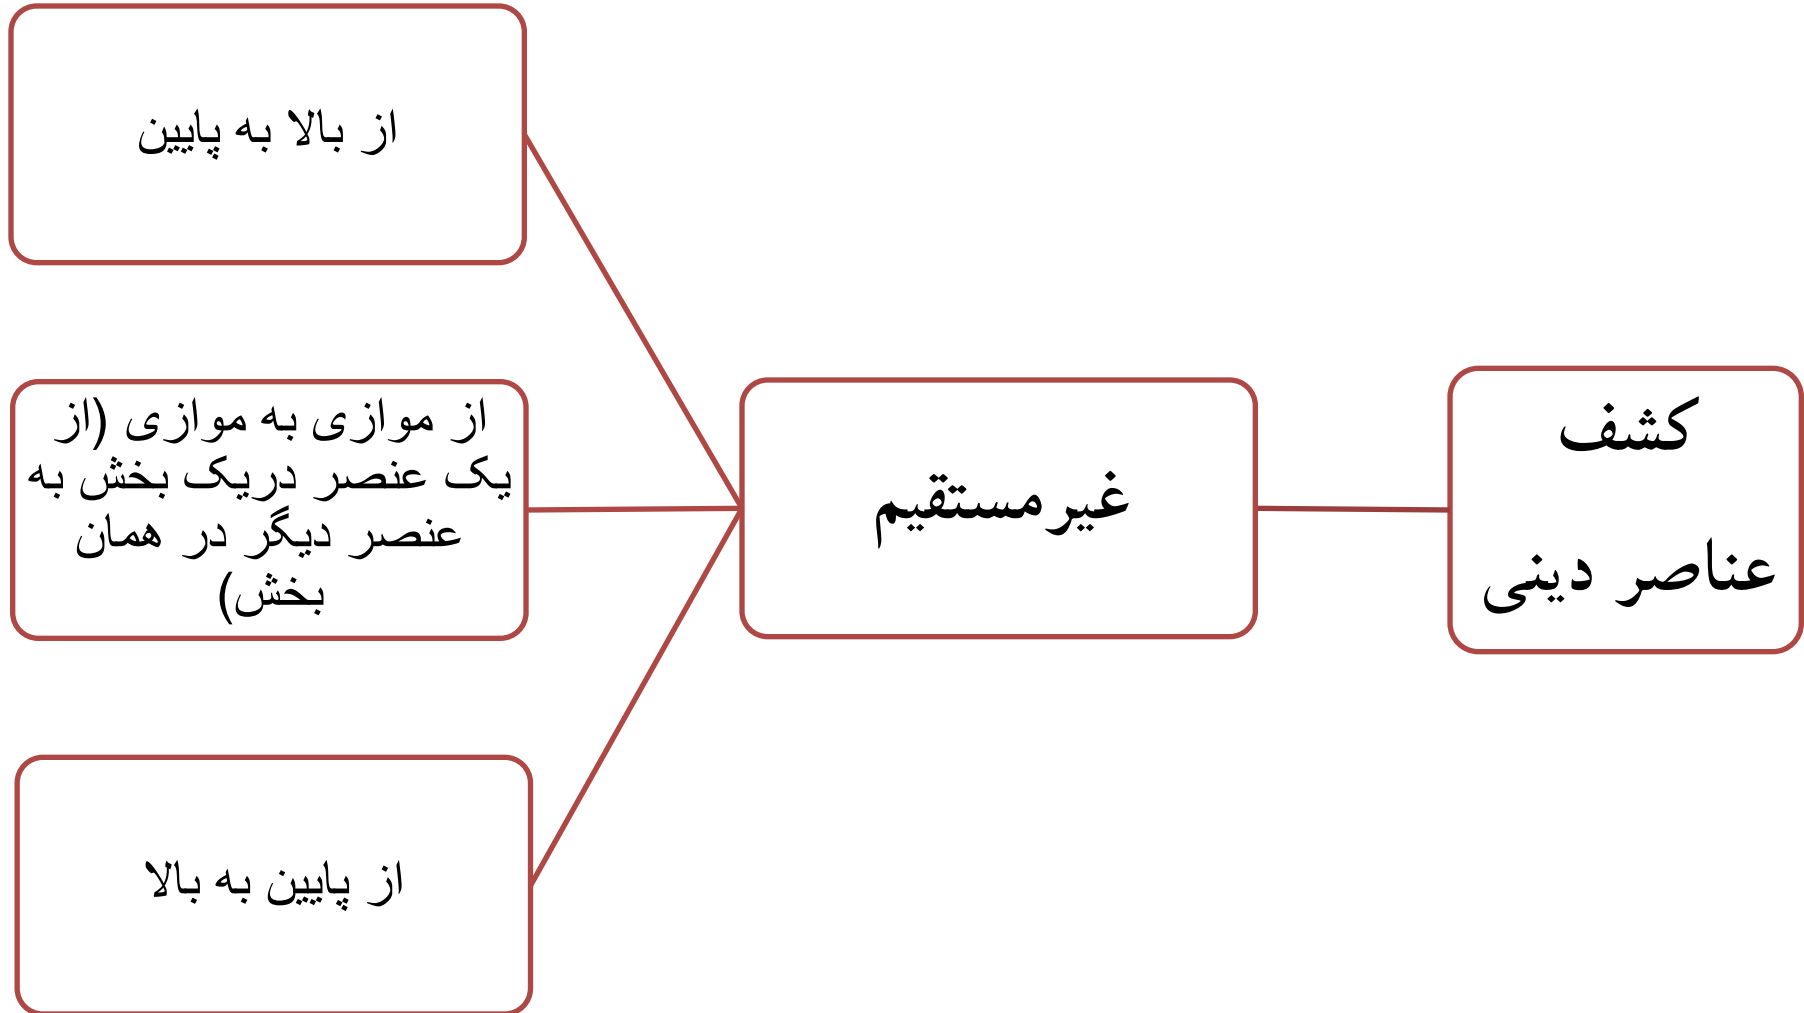 کشف
عناصر دینی
غیرمستقیم
از بالا به پایین
از موازی به موازی (از
یک عنصر دریک بخش به
عنصر دیگر در همان
بخش)
از پایین به بالا